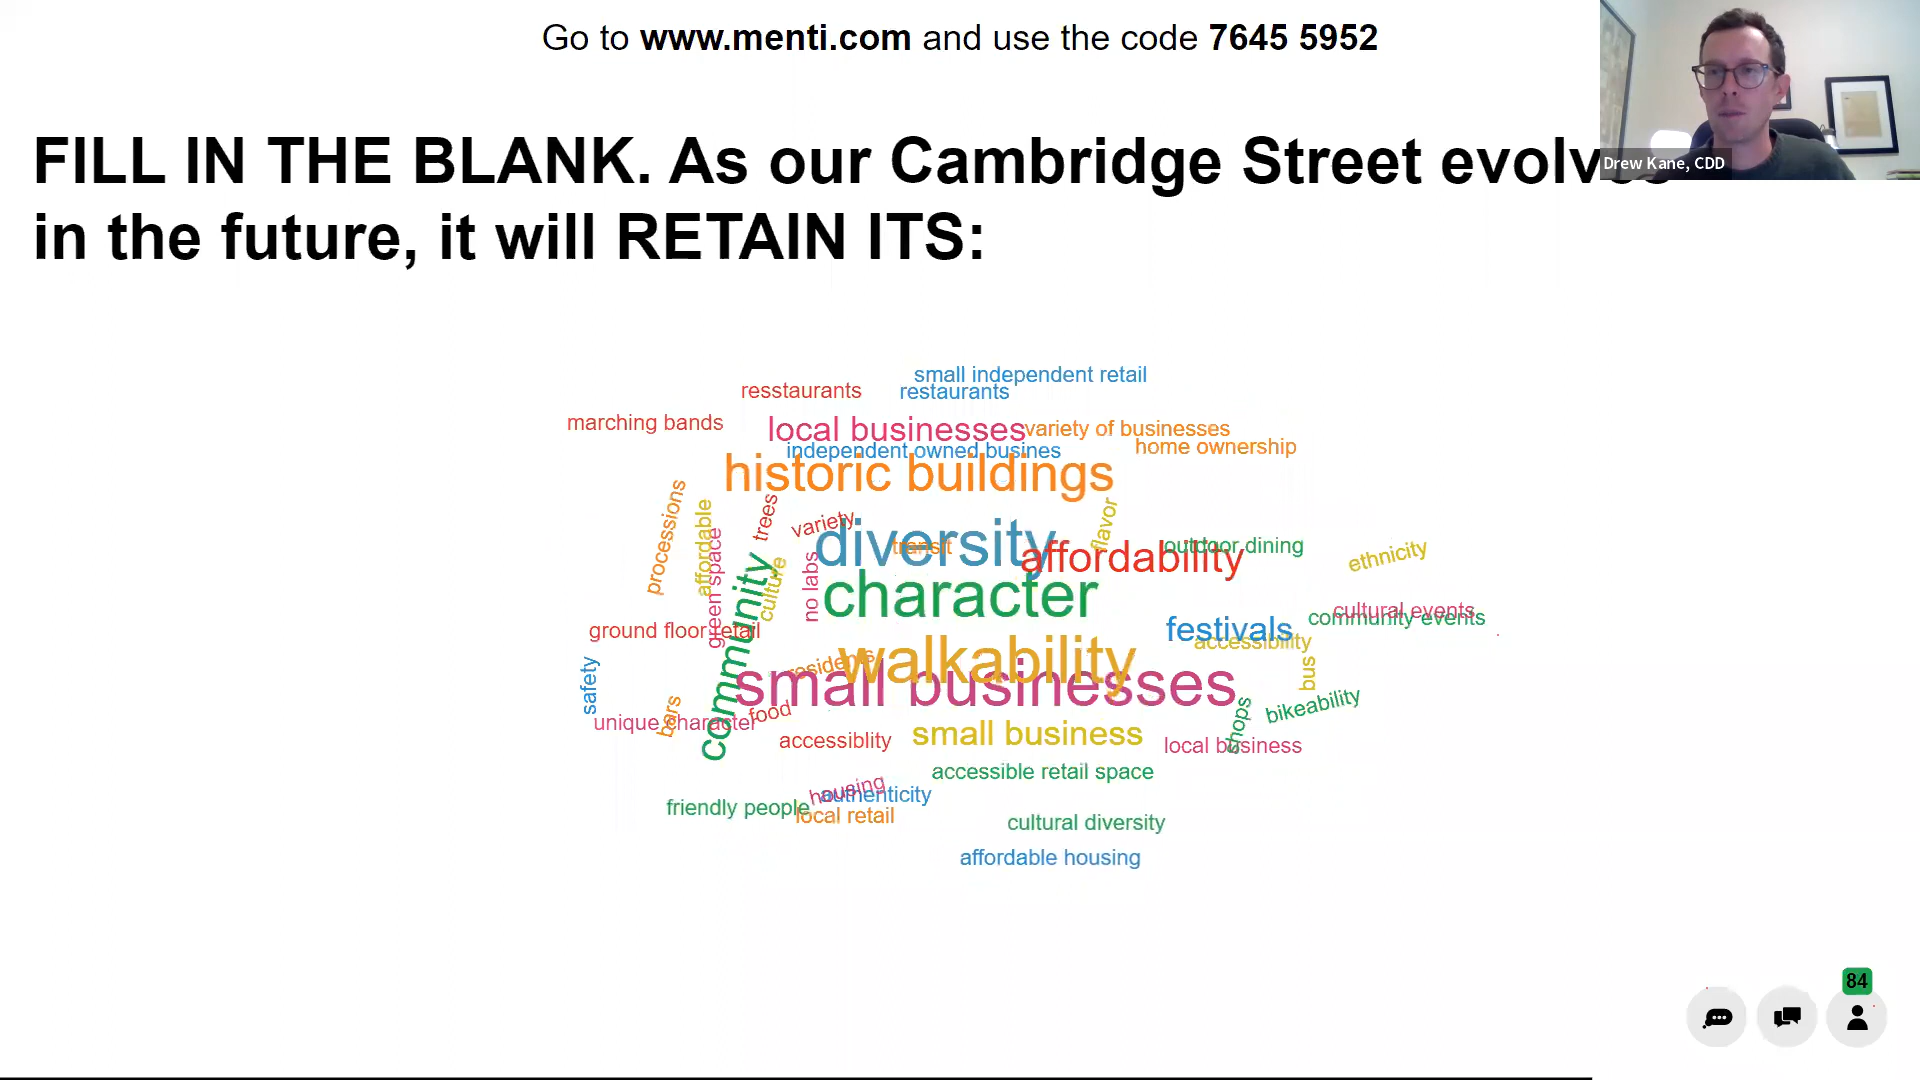 Go to www.menti.com and use the code 7645 5952
Drew Kane, CDD
FILL IN THE BLANK. As our Cambridge Street evolves
in the future, it will RETAIN ITS:
small independent retail
resstaurants
restaurants
marching bands
local businesses
variety of businesses
home ownership
independent owned busines
historic buildings
processions
affordable
trees
variety
flavor
diversity
transit
outdoor dining
affordability
ethnicity
green space
culture
no labs
character
community
cultural events
community events
festivals
accessibility
ground floor retail
residents
walkability
small businesses
safety
bus
bikeability
bars
unique character
food
shops
accessiblity
small business
local business
accessible retail space
housing
authenticity
friendly people
local retail
cultural diversity
affordable housing
84